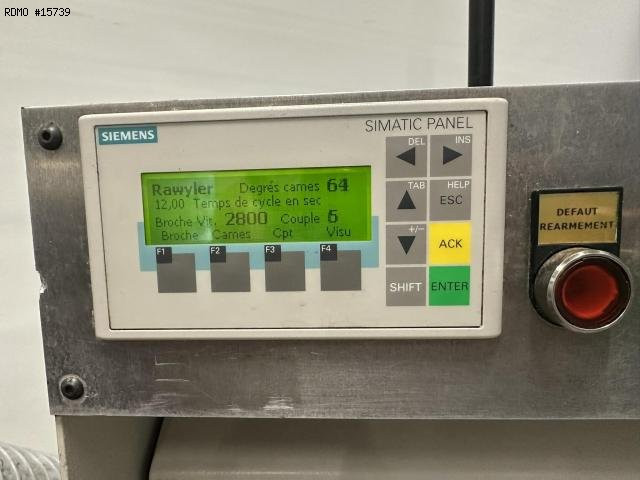 RDMO #15739
SIEMENS
SIMATIC PANEL
Rawyler Degrés cames 64
12,00 Temps de cycle en sec
Broche Vit. 2800 Couple 6
Broche Cames Cpt Visu
F1 F2 F3 F4
DEL INS
TAB HELP
ESC
+/-
ACK
SHIFT ENTER
DEFAUT
REARMEMENT